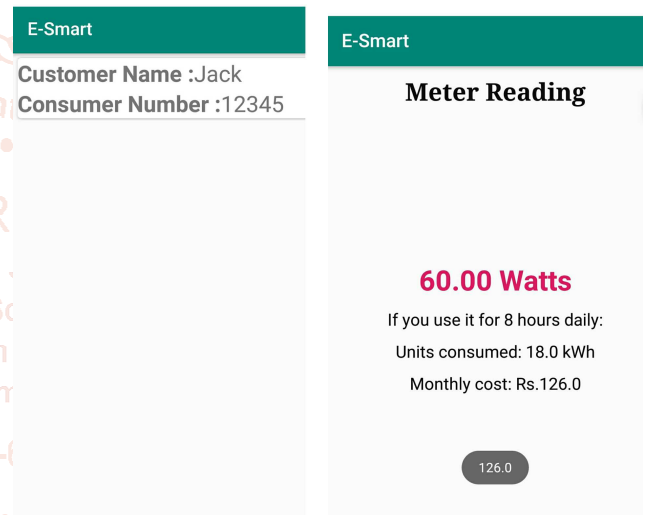 E-Smart
Customer Name :Jack
Consumer Number :12345
E-Smart
Meter Reading
60.00 Watts
If you use it for 8 hours daily:
Units consumed: 18.0 kWh
Monthly cost: Rs.126.0
126.0